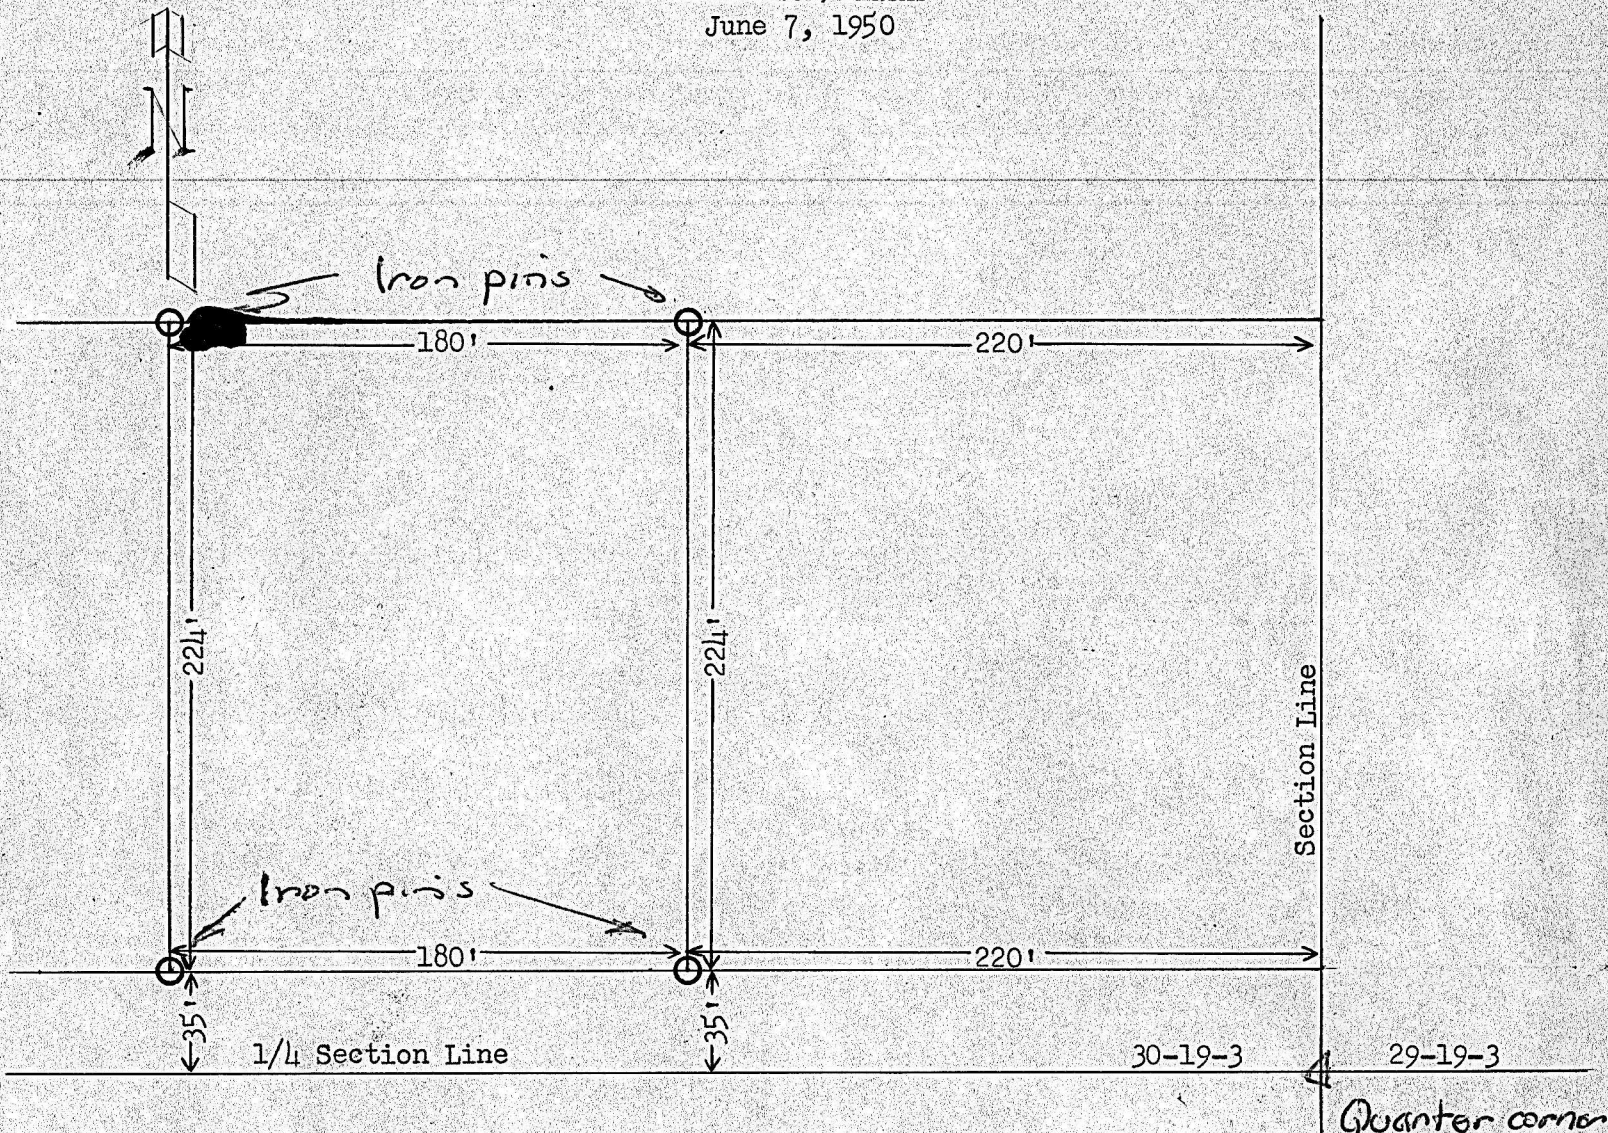 June 7, 1950
N
Iron pins
180'
220'
224'
224'
Section Line
Iron pins
180'
220'
35'
35'
1/4 Section Line
30-19-3
29-19-3
Quarter corner